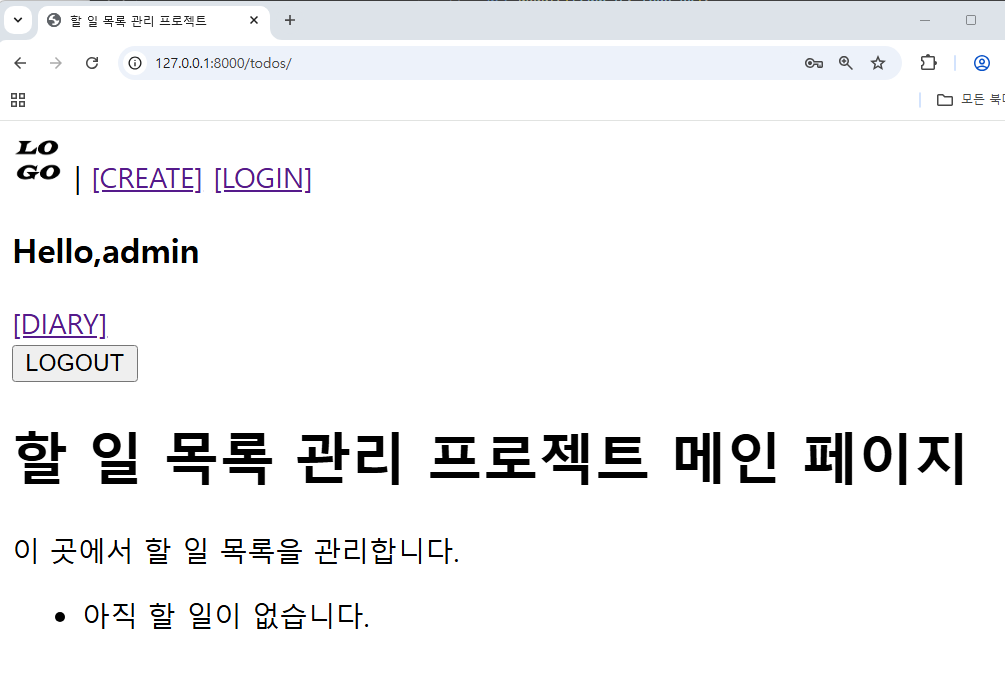 할 일 목록 관리 프로젝트
127.0.0.1:8000/todos/
모든 북마
LO
GO
| [CREATE] [LOGIN]
Hello,admin
[DIARY]
LOGOUT
할 일 목록 관리 프로젝트 메인 페이지
이 곳에서 할 일 목록을 관리합니다.
• 아직 할 일이 없습니다.